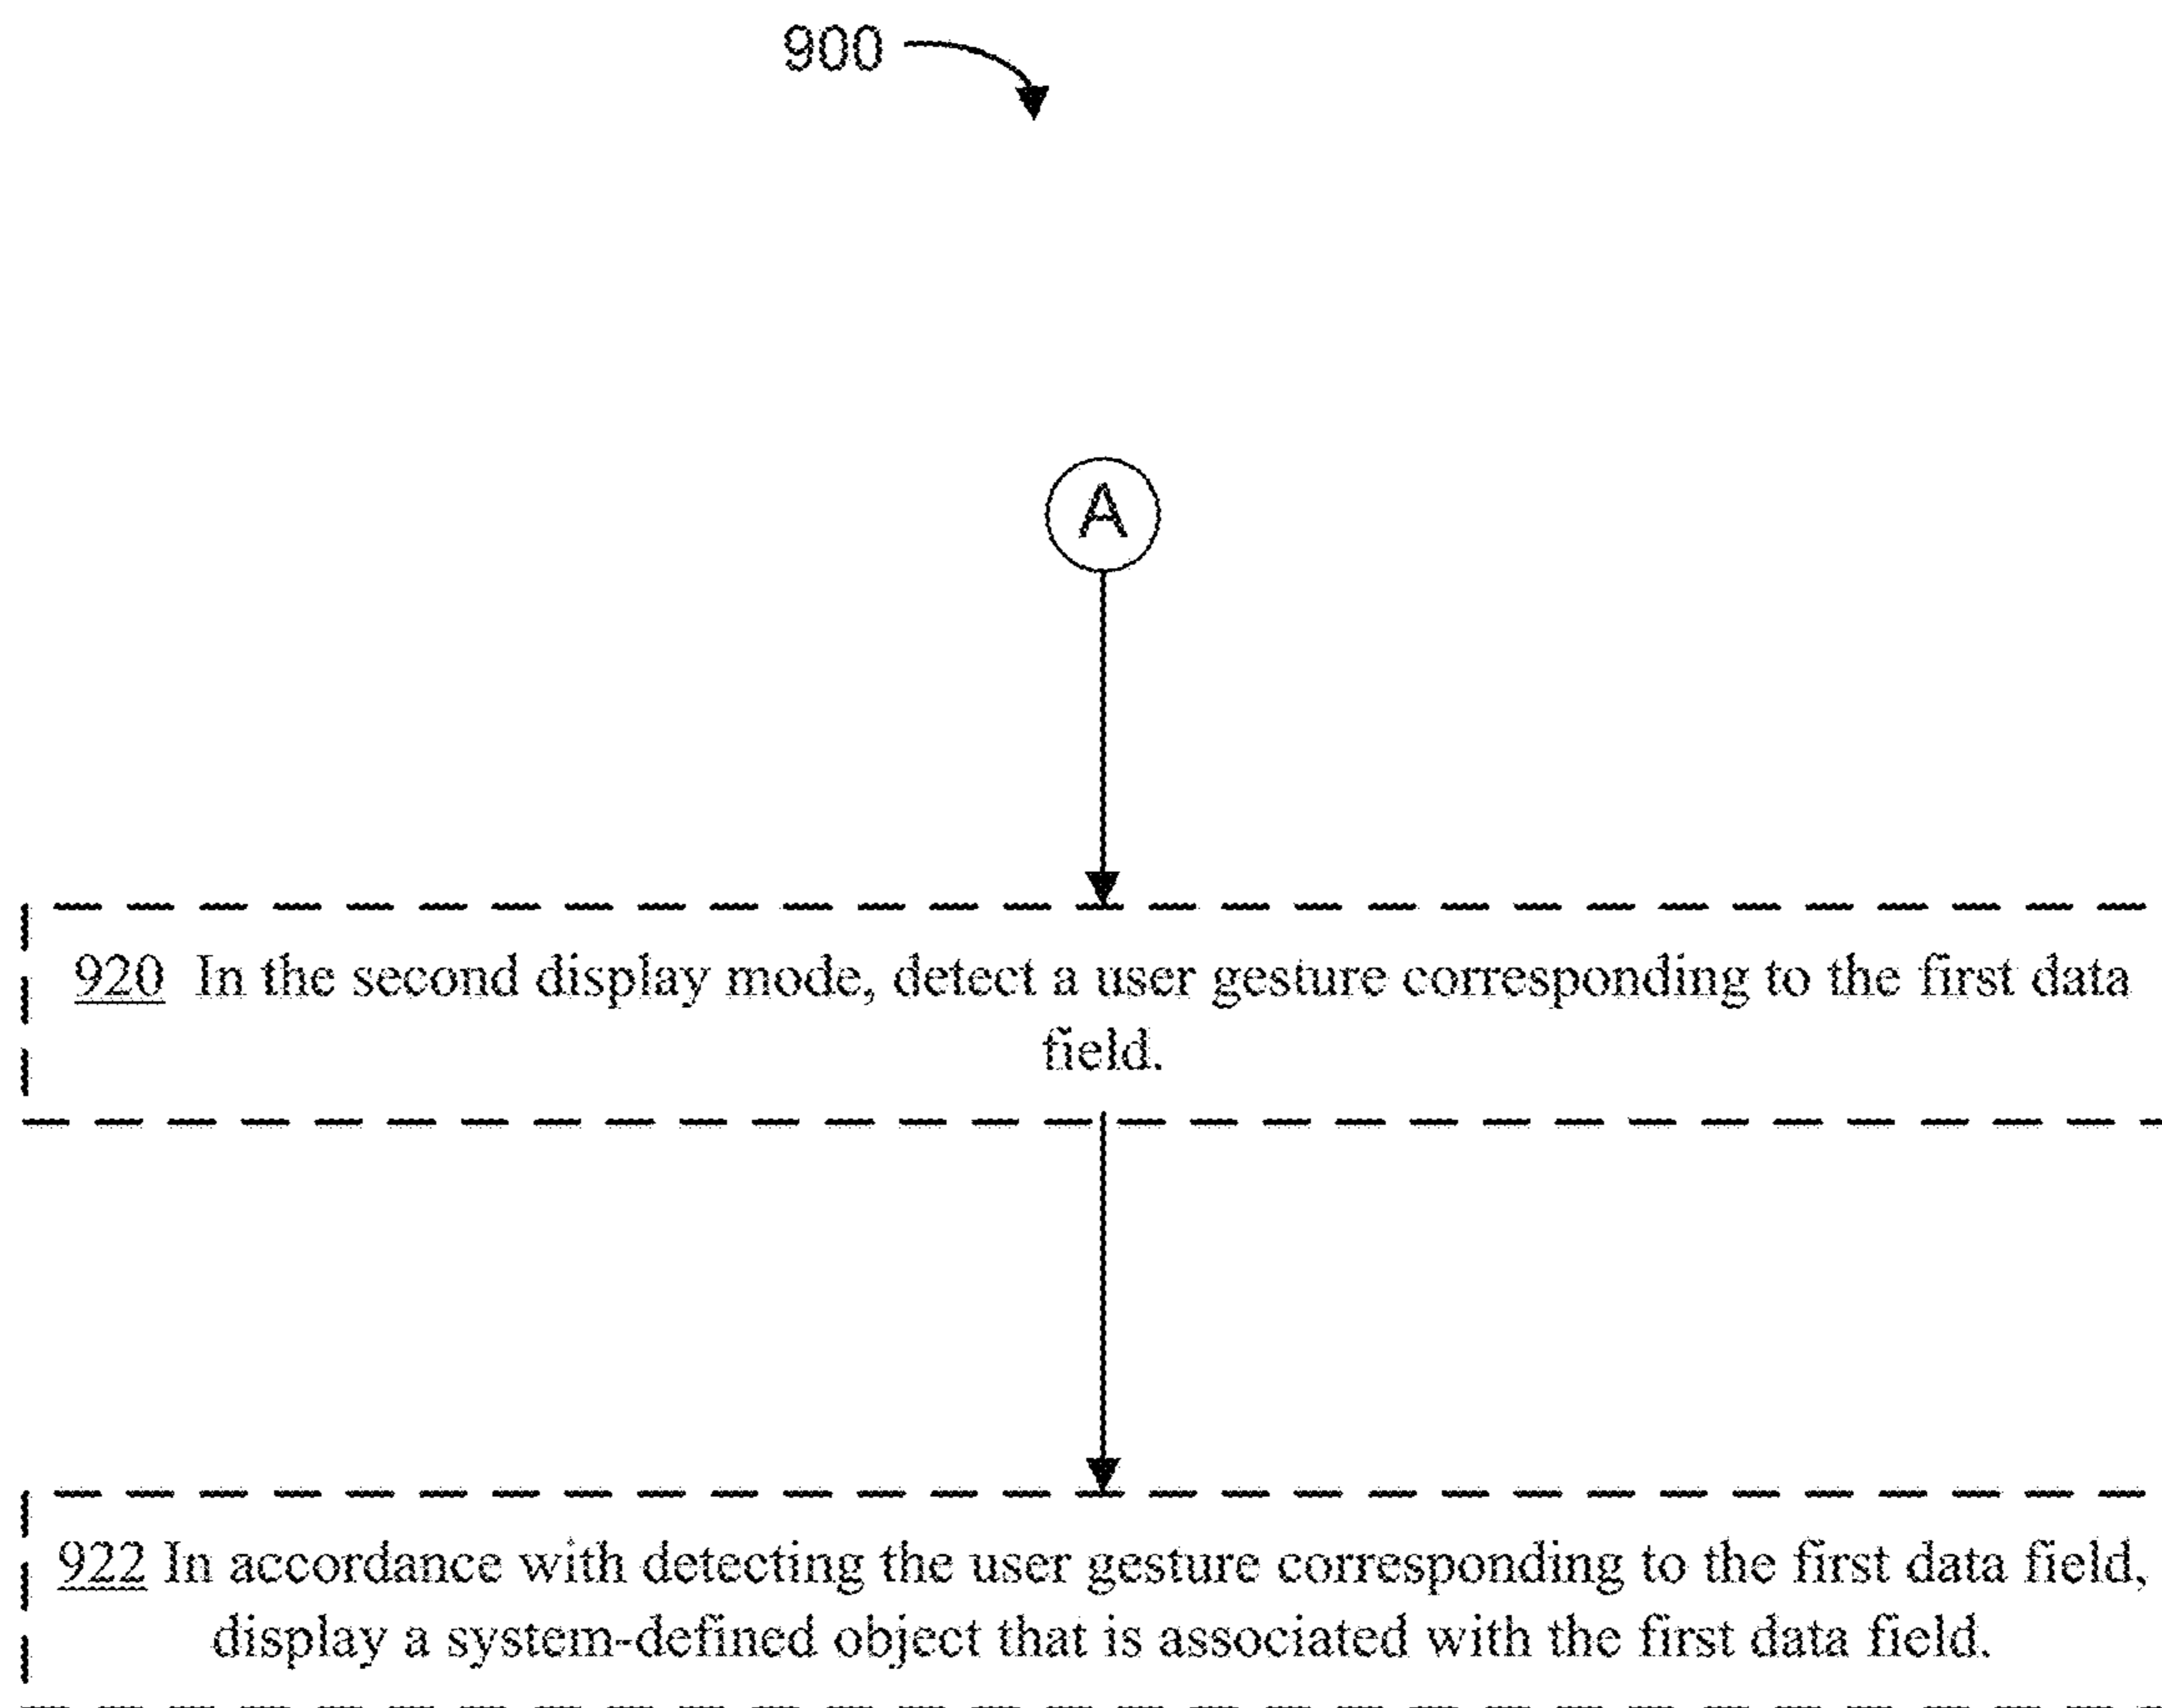 900
A
920 In the second display mode, detect a user gesture corresponding to the first data
field.
922 In accordance with detecting the user gesture corresponding to the first data field,
display a system-defined object that is associated with the first data field.